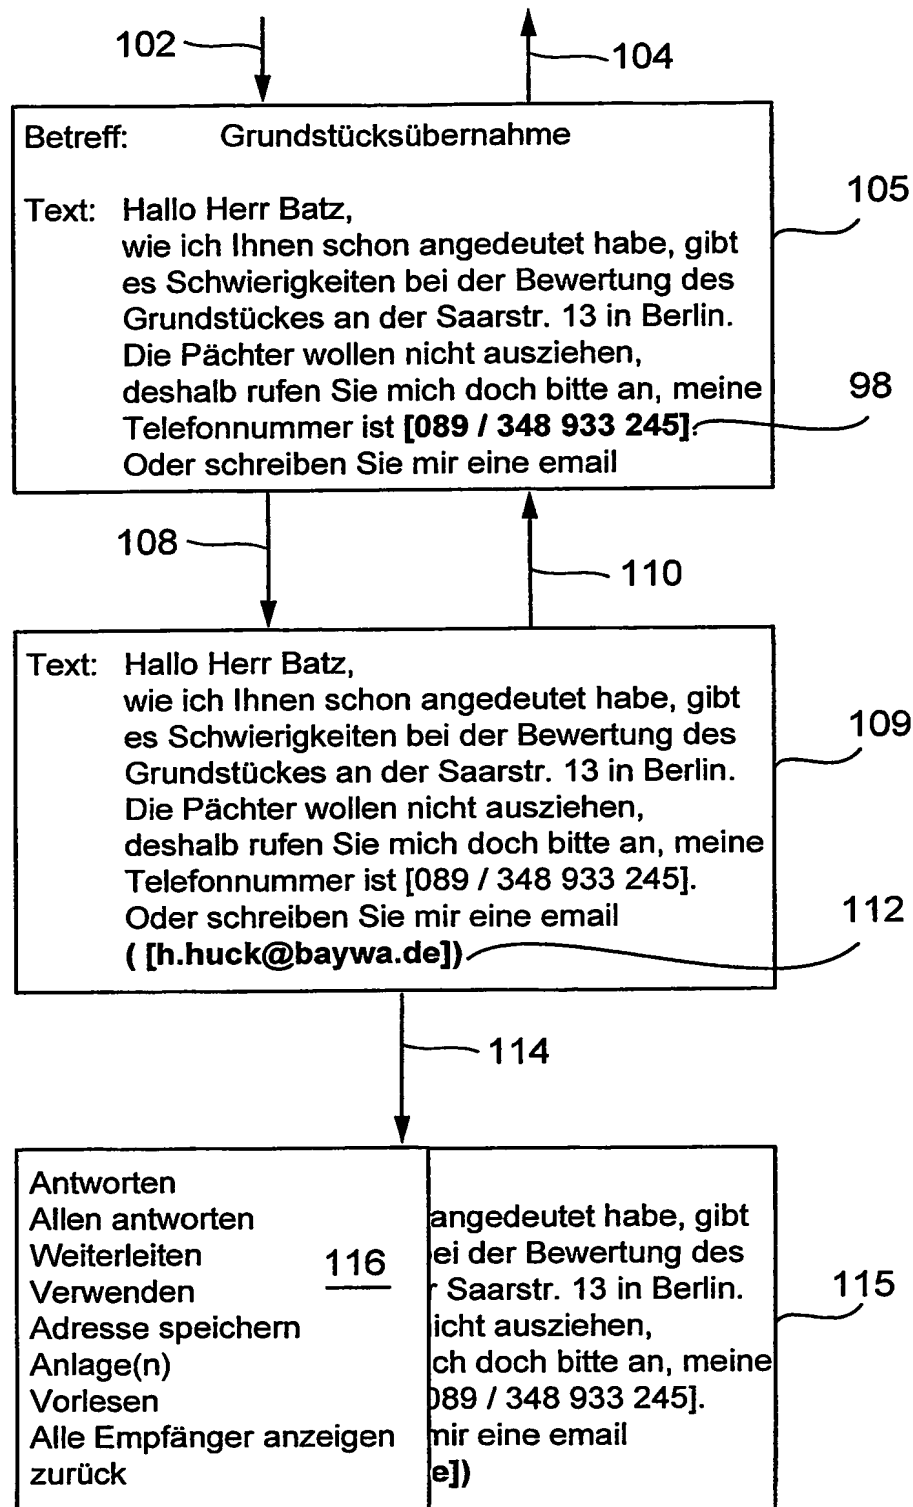 102
104
Betreff: Grundstücksübernahme
105
Text: Hallo Herr Batz,
wie ich Ihnen schon angedeutet habe, gibt
es Schwierigkeiten bei der Bewertung des
Grundstückes an der Saarstr. 13 in Berlin.
Die Pächter wollen nicht ausziehen,
deshalb rufen Sie mich doch bitte an, meine
98
Telefonnummer ist [089 / 348 933 245].
Oder schreiben Sie mir eine email
108
110
Text: Hallo Herr Batz,
wie ich Ihnen schon angedeutet habe, gibt
109
es Schwierigkeiten bei der Bewertung des
Grundstückes an der Saarstr. 13 in Berlin.
Die Pächter wollen nicht ausziehen,
deshalb rufen Sie mich doch bitte an, meine
Telefonnummer ist [089 / 348 933 245].
Oder schreiben Sie mir eine email
112
( [h.huck@baywa.de])
114
Antworten
Allen antworten angedeutet habe, gibt
Weiterleiten 116 ei der Bewertung des
Verwenden r Saarstr. 13 in Berlin.
115
Adresse speichern icht ausziehen,
Anlage(n) ch doch bitte an, meine
Vorlesen 089 / 348 933 245].
Alle Empfänger anzeigen mir eine email
zurück e])